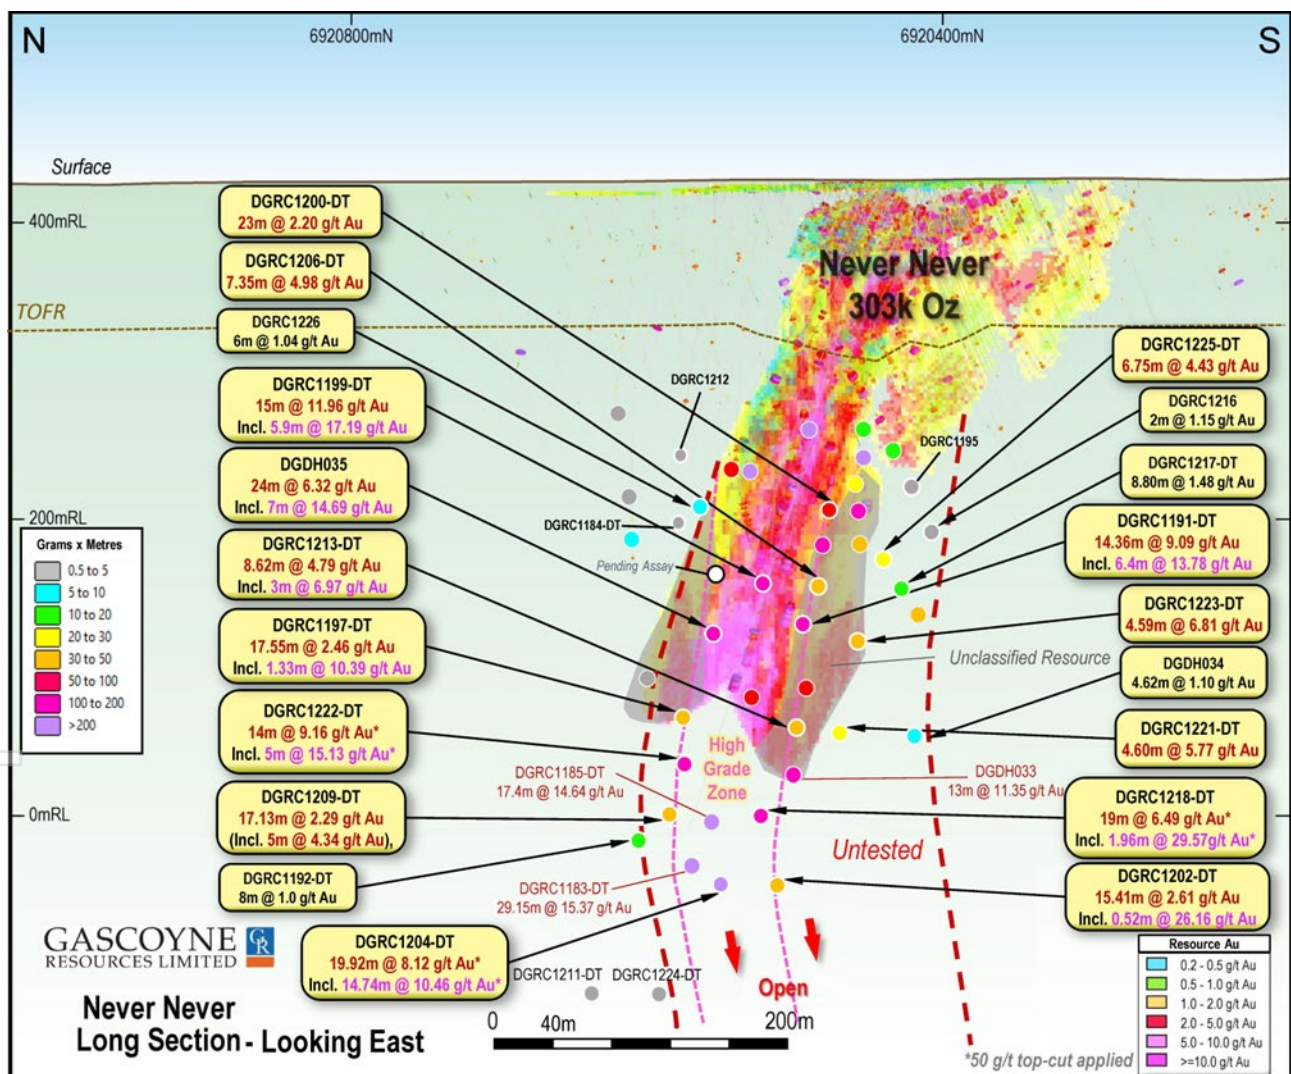 N
6920800mN
6920400mN
S
Surface
400mRL
TOFR
200mRL
0mRL
DGRC1200-DT
23m @ 2.20 g/t Au
DGRC1206-DT
7.35m @ 4.98 g/t Au
DGRC1226
6m @ 1.04 g/t Au
DGRC1199-DT
15m @ 11.96 g/t Au
Incl. 5.9m @ 17.19 g/t Au
DGDH035
24m @ 6.32 g/t Au
Incl. 7m @ 14.69 g/t Au
DGRC1213-DT
8.62m @ 4.79 g/t Au
Incl. 3m @ 6.97 g/t Au
DGRC1197-DT
17.55m @ 2.46 g/t Au
Incl. 1.33m @ 10.39 g/t Au
DGRC1222-DT
14m @ 9.16 g/t Au*
Incl. 5m @ 15.13 g/t Au*
DGRC1209-DT
17.13m @ 2.29 g/t Au
(Incl. 5m @ 4.34 g/t Au),
DGRC1192-DT
8m @ 1.0 g/t Au
DGRC1204-DT
19.92m @ 8.12 g/t Au*
Incl. 14.74m @ 10.46 g/t Au*
Grams x Metres
0.5 to 5
5 to 10
10 to 20
20 to 30
30 to 50
50 to 100
100 to 200
>200
Never Never
303k Oz
DGRC1212
DGRC1195
DGRC1184-DT
Pending Assay
Unclassified Resource
High
Grade
Zone
DGRC1185-DT
17.4m @ 14.64 g/t Au
DGRC1183-DT
29.15m @ 15.37 g/t Au
DGDH033
13m @ 11.35 g/t Au
Untested
DGRC1211-DT
DGRC1224-DT
Open
DGRC1225-DT
6.75m @ 4.43 g/t Au
DGRC1216
2m @ 1.15 g/t Au
DGRC1217-DT
8.80m @ 1.48 g/t Au
DGRC1191-DT
14.36m @ 9.09 g/t Au
Incl. 6.4m @ 13.78 g/t Au
DGRC1223-DT
4.59m @ 6.81 g/t Au
DGDH034
4.62m @ 1.10 g/t Au
DGRC1221-DT
4.60m @ 5.77 g/t Au
DGRC1218-DT
19m @ 6.49 g/t Au*
Incl. 1.96m @ 29.57g/t Au*
DGRC1202-DT
15.41m @ 2.61 g/t Au
Incl. 0.52m @ 26.16 g/t Au
GASCOYNE
RESOURCES LIMITED
GR
Never Never
Long Section - Looking East
0 40m 200m
Resource Au
0.2 - 0.5 g/t Au
0.5 - 1.0 g/t Au
1.0 - 2.0 g/t Au
2.0 - 5.0 g/t Au
5.0 - 10.0 g/t Au
>=10.0 g/t Au
*50 g/t top-cut applied